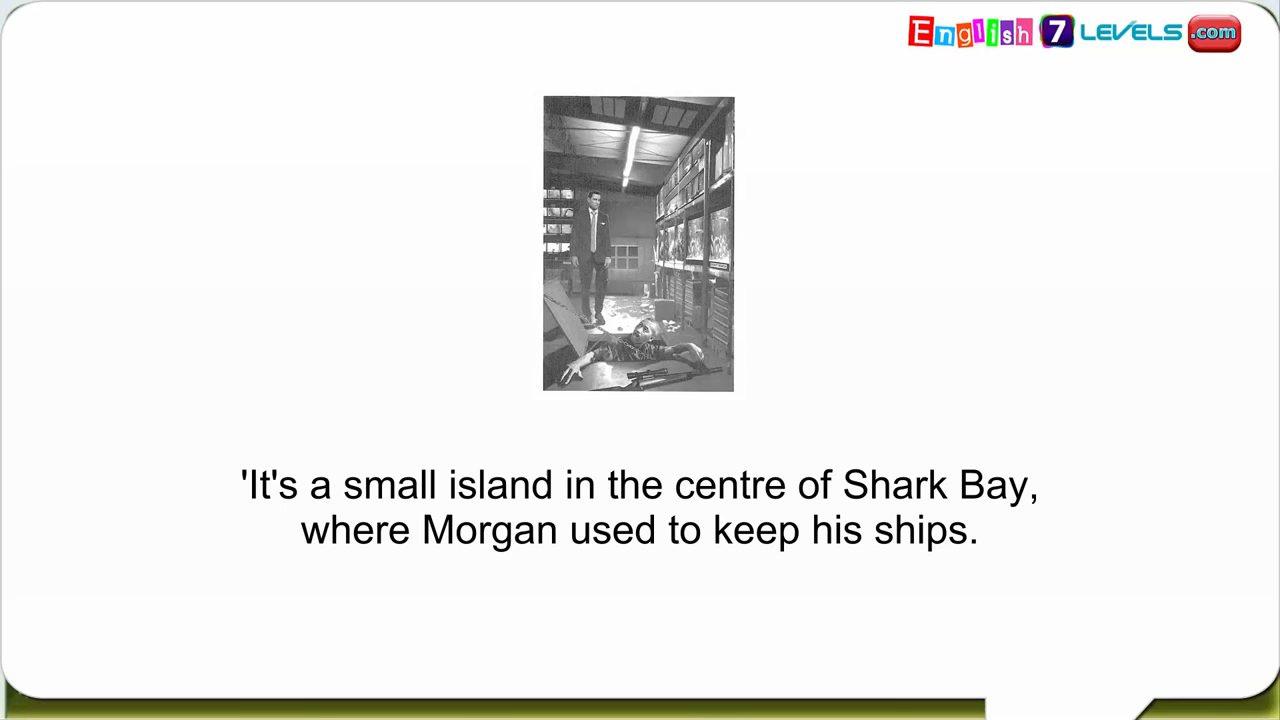 English 7 LEVELS .com
'It's a small island in the centre of Shark Bay,
where Morgan used to keep his ships.